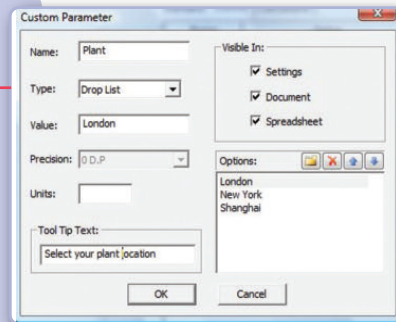 Custom Parameter
Name: Plant
Type: Drop List
Value: London
Precision: 0 D.P
Units:
Tool Tip Text:
Select your plant location
Visible In:
Settings
Document
Spreadsheet
Options:
London
New York
Shanghai
OK
Cancel